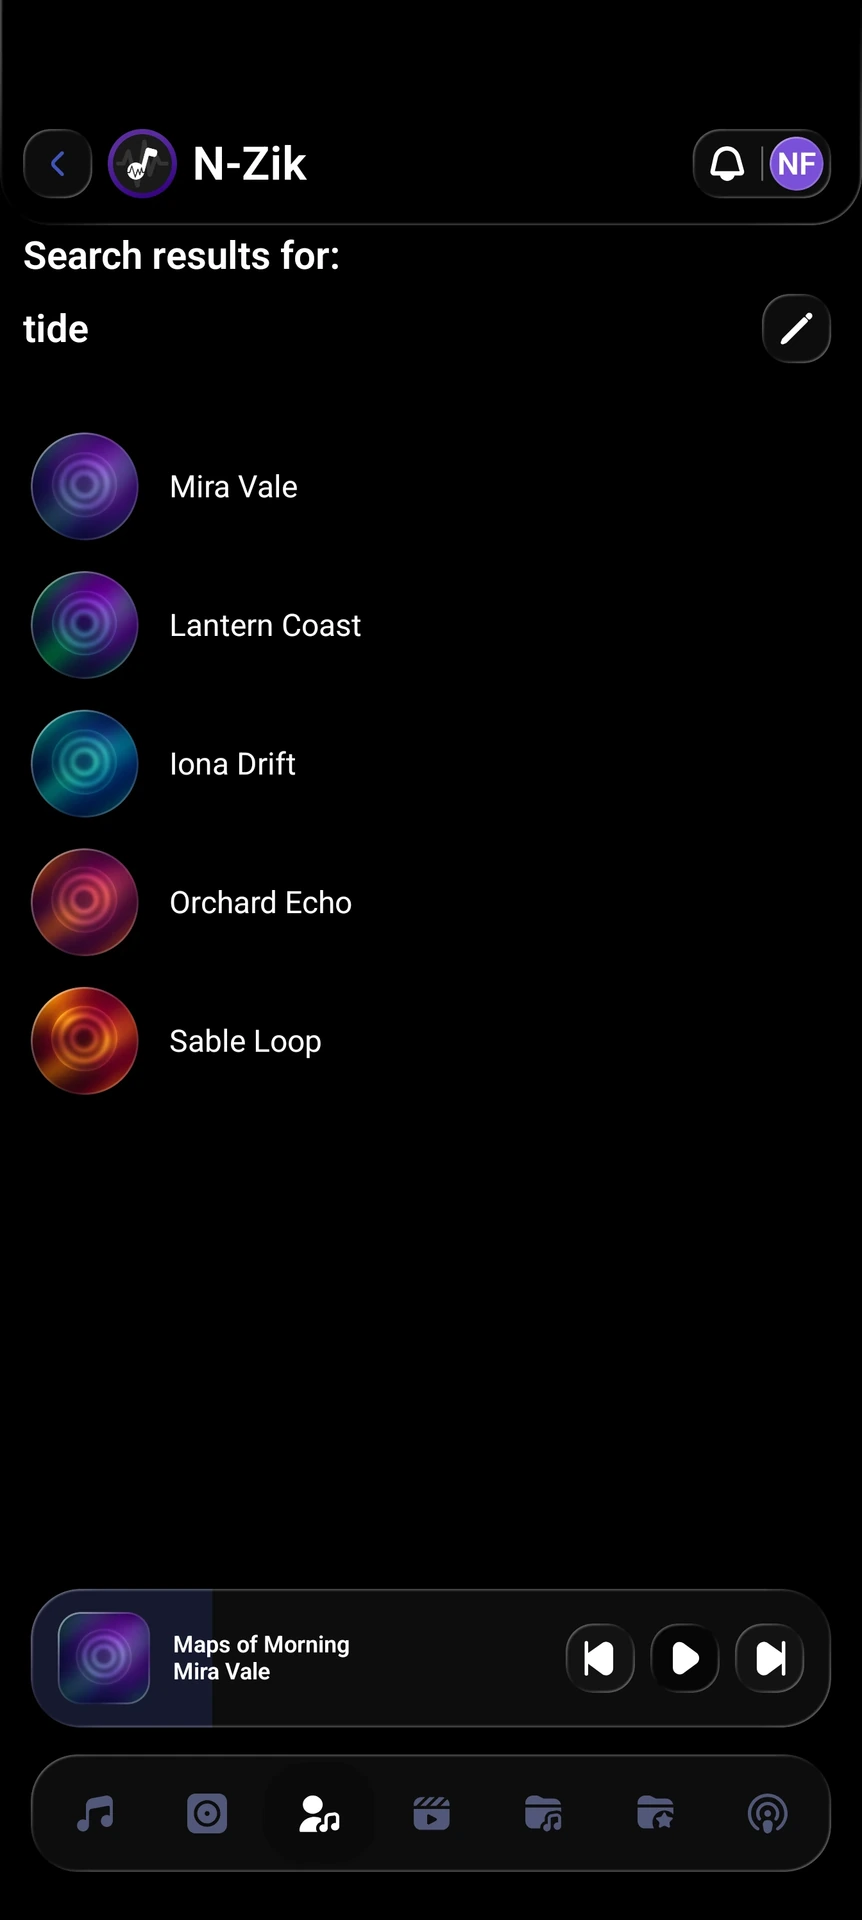 N-Zik
NF
Search results for:
tide
Mira Vale
Lantern Coast
Iona Drift
Orchard Echo
Sable Loop
Maps of Morning
Mira Vale